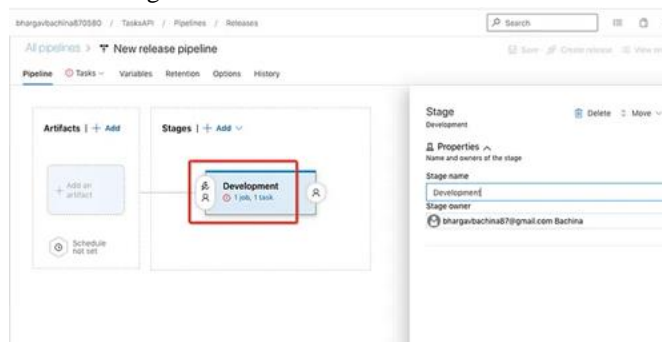 bhargavbachina870580 / TasksAPI / Pipelines / Releases
Search
All pipelines > New release pipeline
Save Create release View re
Pipeline Tasks Variables Retention Options History
Artifacts | + Add
Stages | + Add
+ Add an
artifact
Schedule
not set
Development
1 job, 1 task
Stage
Delete
Move
Development
Properties
Name and owners of the stage
Stage name
Development
Stage owner
bhargavbachina87@gmail.com Bachina